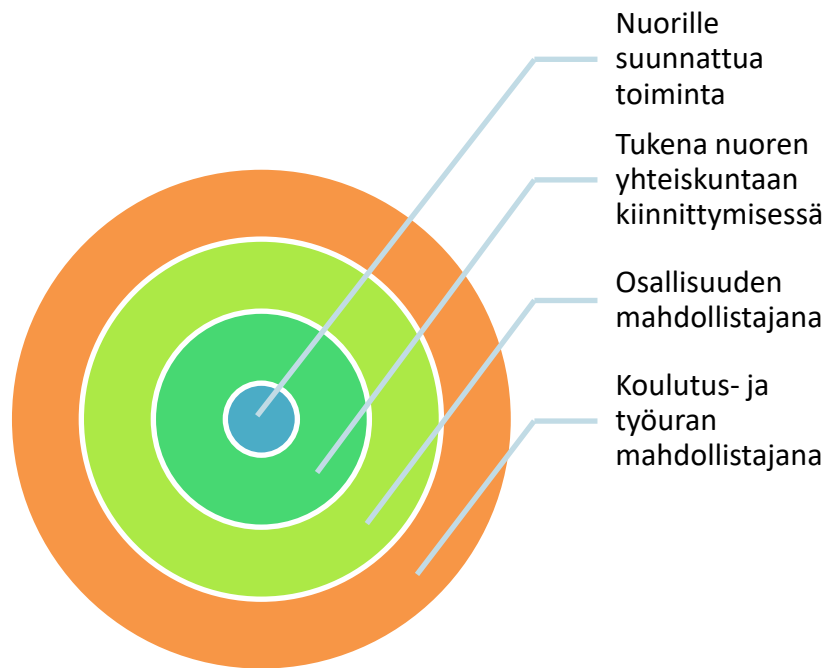 Nuorille
suunnattua
toiminta
Tukena nuoren
yhteiskuntaan
kiinnittymisessä
Osallisuuden
mahdollistajana
Koulutus- ja
työuran
mahdollistajana